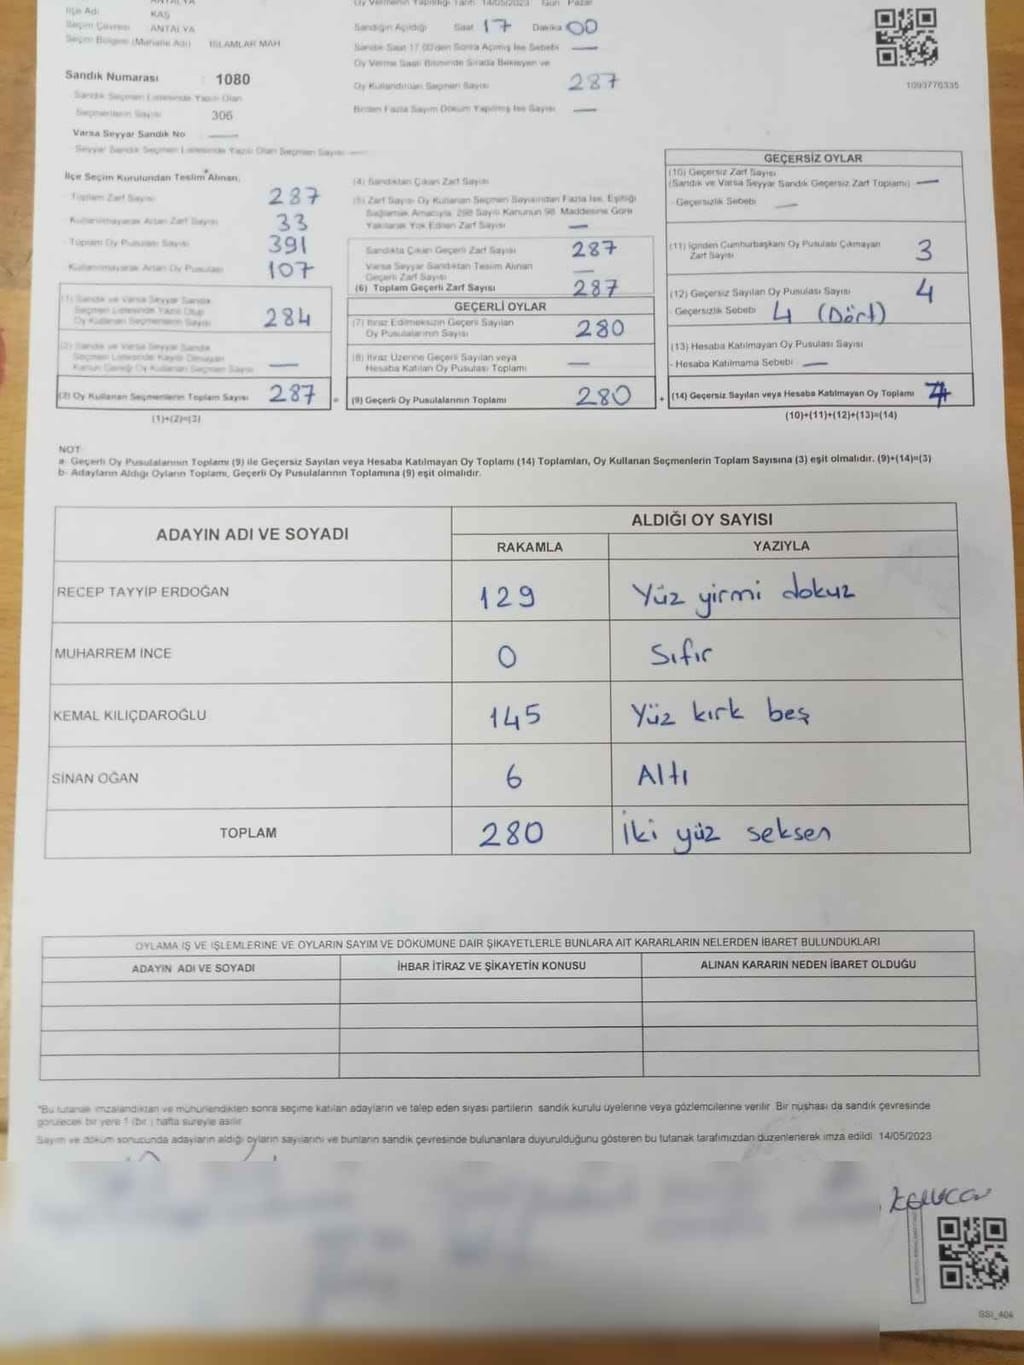 İlçe Adı KAŞ
Seçim Çevresi ANTALYA
Seçim Bölgesi (Mahalle Adı) İSLAMLAR MAH
Sandık Numarası 1080
Sandık Seçmen Listesinde Yazılı Olan
Seçmenlerin Sayısı 306
Varsa Seyyar Sandık No —
Seyyar Sandık Seçmen Listesinde Yazılı Olan Seçmen Sayısı —
Oy Vermenin Yapıldığı Tarih 14/05/2023 Gün Pazar
Sandığın Açıldığı Saat 17 Dakika 00
Sandık Saat 17.00'den Sonra Açılmış İse Sebebi —
Oy Verme Saati Bitiminde Sırada Bekleyen ve
Oy Kullandırılan Seçmen Sayısı 287
Birden Fazla Sayım Döküm Yapılmış İse Sayısı —
1093776335
İlçe Seçim Kurulundan Teslim Alınan,
Toplam Zarf Sayısı 287
Kullanılmayarak Artan Zarf Sayısı 33
Toplam Oy Pusulası Sayısı 391
Kullanılmayarak Artan Oy Pusulası 107
(1) Sandık ve Varsa Seyyar Sandık
Seçmen Listesinde Yazılı Olup
Oy Kullanan Seçmenlerin Sayısı 284
(2) Sandık ve Varsa Seyyar Sandık
Seçmen Listesinde Kayıtlı Olmayan
Kanun Gereği Oy Kullanan Seçmen Sayısı —
(3) Oy Kullanan Seçmenlerin Toplam Sayısı 287 =
(1)+(2)=(3)
(4) Sandıktan Çıkan Zarf Sayısı
(5) Zarf Sayısı Oy Kullanan Seçmen Sayısından Fazla İse, Eşitliği
Sağlamak Amacıyla, 298 Sayılı Kanunun 98. Maddesine Göre
Yakılarak Yok Edilen Zarf Sayısı —
Sandıkta Çıkan Geçerli Zarf Sayısı 287
Varsa Seyyar Sandıktan Teslim Alınan
Geçerli Zarf Sayısı —
(6) Toplam Geçerli Zarf Sayısı 287
GEÇERLİ OYLAR
(7) İtiraz Edilmeksizin Geçerli Sayılan
Oy Pusulalarının Sayısı 280
(8) İtiraz Üzerine Geçerli Sayılan veya
Hesaba Katılan Oy Pusulası Toplamı —
(9) Geçerli Oy Pusulalarının Toplamı 280 +
GEÇERSİZ OYLAR
(10) Geçersiz Zarf Sayısı
(Sandık ve Varsa Seyyar Sandık Geçersiz Zarf Toplamı) —
- Geçersizlik Sebebi —
(11) İçinden Cumhurbaşkanı Oy Pusulası Çıkmayan
Zarf Sayısı 3
(12) Geçersiz Sayılan Oy Pusulası Sayısı 4
- Geçersizlik Sebebi 4 (Dört)
(13) Hesaba Katılmayan Oy Pusulası Sayısı
- Hesaba Katılmama Sebebi —
(14) Geçersiz Sayılan veya Hesaba Katılmayan Oy Toplamı
(10)+(11)+(12)+(13)=(14)
NOT:
a- Geçerli Oy Pusulalarının Toplamı (9) ile Geçersiz Sayılan veya Hesaba Katılmayan Oy Toplamı (14) Toplamları, Oy Kullanan Seçmenlerin Toplam Sayısına (3) eşit olmalıdır. (9)+(14)=(3)
b- Adayların Aldığı Oyların Toplamı, Geçerli Oy Pusulalarının Toplamına (9) eşit olmalıdır.
ADAYIN ADI VE SOYADI
ALDIĞI OY SAYISI
RAKAMLA YAZIYLA
RECEP TAYYİP ERDOĞAN 129 Yüz yirmi dokuz
MUHARREM İNCE 0 Sıfır
KEMAL KILIÇDAROĞLU 145 Yüz kırk beş
SİNAN OĞAN 6 Altı
TOPLAM 280 İki yüz seksen
OYLAMA İŞ VE İŞLEMLERİNE VE OYLARIN SAYIM VE DÖKÜMÜNE DAİR ŞİKAYETLERLE BUNLARA AİT KARARLARIN NELERDEN İBARET BULUNDUKLARI
ADAYIN ADI VE SOYADI İHBAR İTİRAZ VE ŞİKAYETİN KONUSU ALINAN KARARIN NEDEN İBARET OLDUĞU
*Bu tutanak imzalandıktan ve mühürlendikten sonra seçime katılan adayların ve talep eden siyasi partilerin sandık kurulu üyelerine veya gözlemcilerine verilir. Bir nüshası da sandık çevresinde
görülecek bir yere 1 (bir) hafta süreyle asılır.
Sayım ve döküm sonucunda adayların aldığı oyların sayılarını ve bunların sandık çevresinde bulunanlara duyurulduğunu gösteren bu tutanak tarafımızdan düzenlenerek imza edildi. 14/05/2023